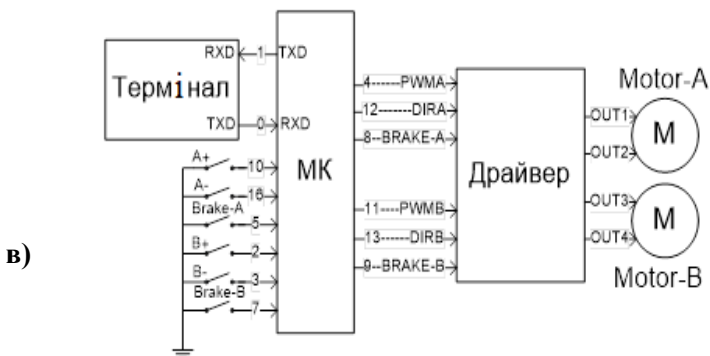 в)
Термінал
RXD
TXD
1
0
TXD
RXD
МК
A+
10
A-
16
Brake-A
5
B+
2
B-
3
Brake-B
7
4------PWMA
12-------DIRA
8--BRAKE-A
11----PWMB
13------DIRB
9--BRAKE-B
Драйвер
OUT1
OUT2
OUT3
OUT4
Motor-A
М
М
Motor-B